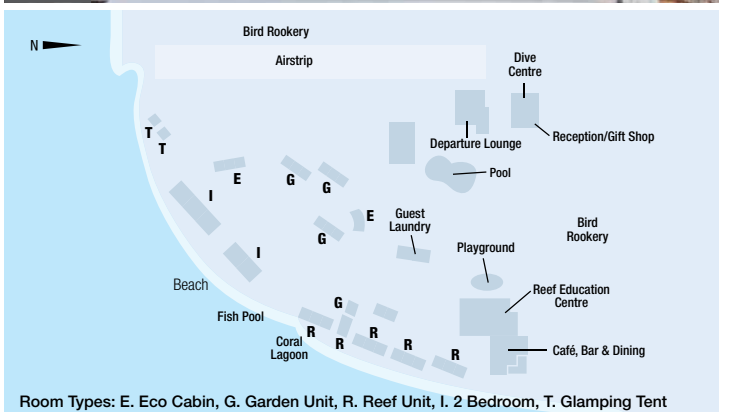 Bird Rookery
N
Airstrip
Dive
Centre
T
T
Departure Lounge
Reception/Gift Shop
E
G
G
Pool
I
E
Guest
Laundry
Bird
Rookery
G
Playground
I
Beach
Reef Education
Centre
G
Fish Pool
R
R
R
R
R
Coral
Lagoon
Café, Bar & Dining
Room Types: E. Eco Cabin, G. Garden Unit, R. Reef Unit, I. 2 Bedroom, T. Glamping Tent